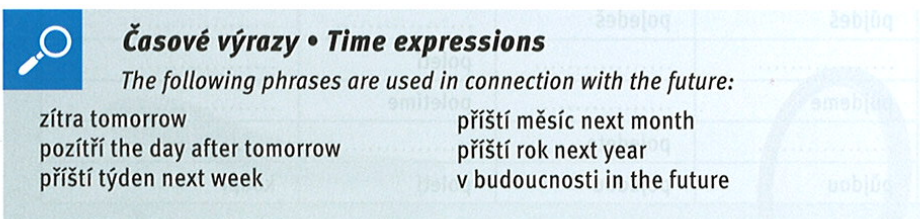 Časové výrazy • Time expressions
The following phrases are used in connection with the future:
zítra tomorrow
pozítří the day after tomorrow
příští týden next week
příští měsíc next month
příští rok next year
v budoucnosti in the future